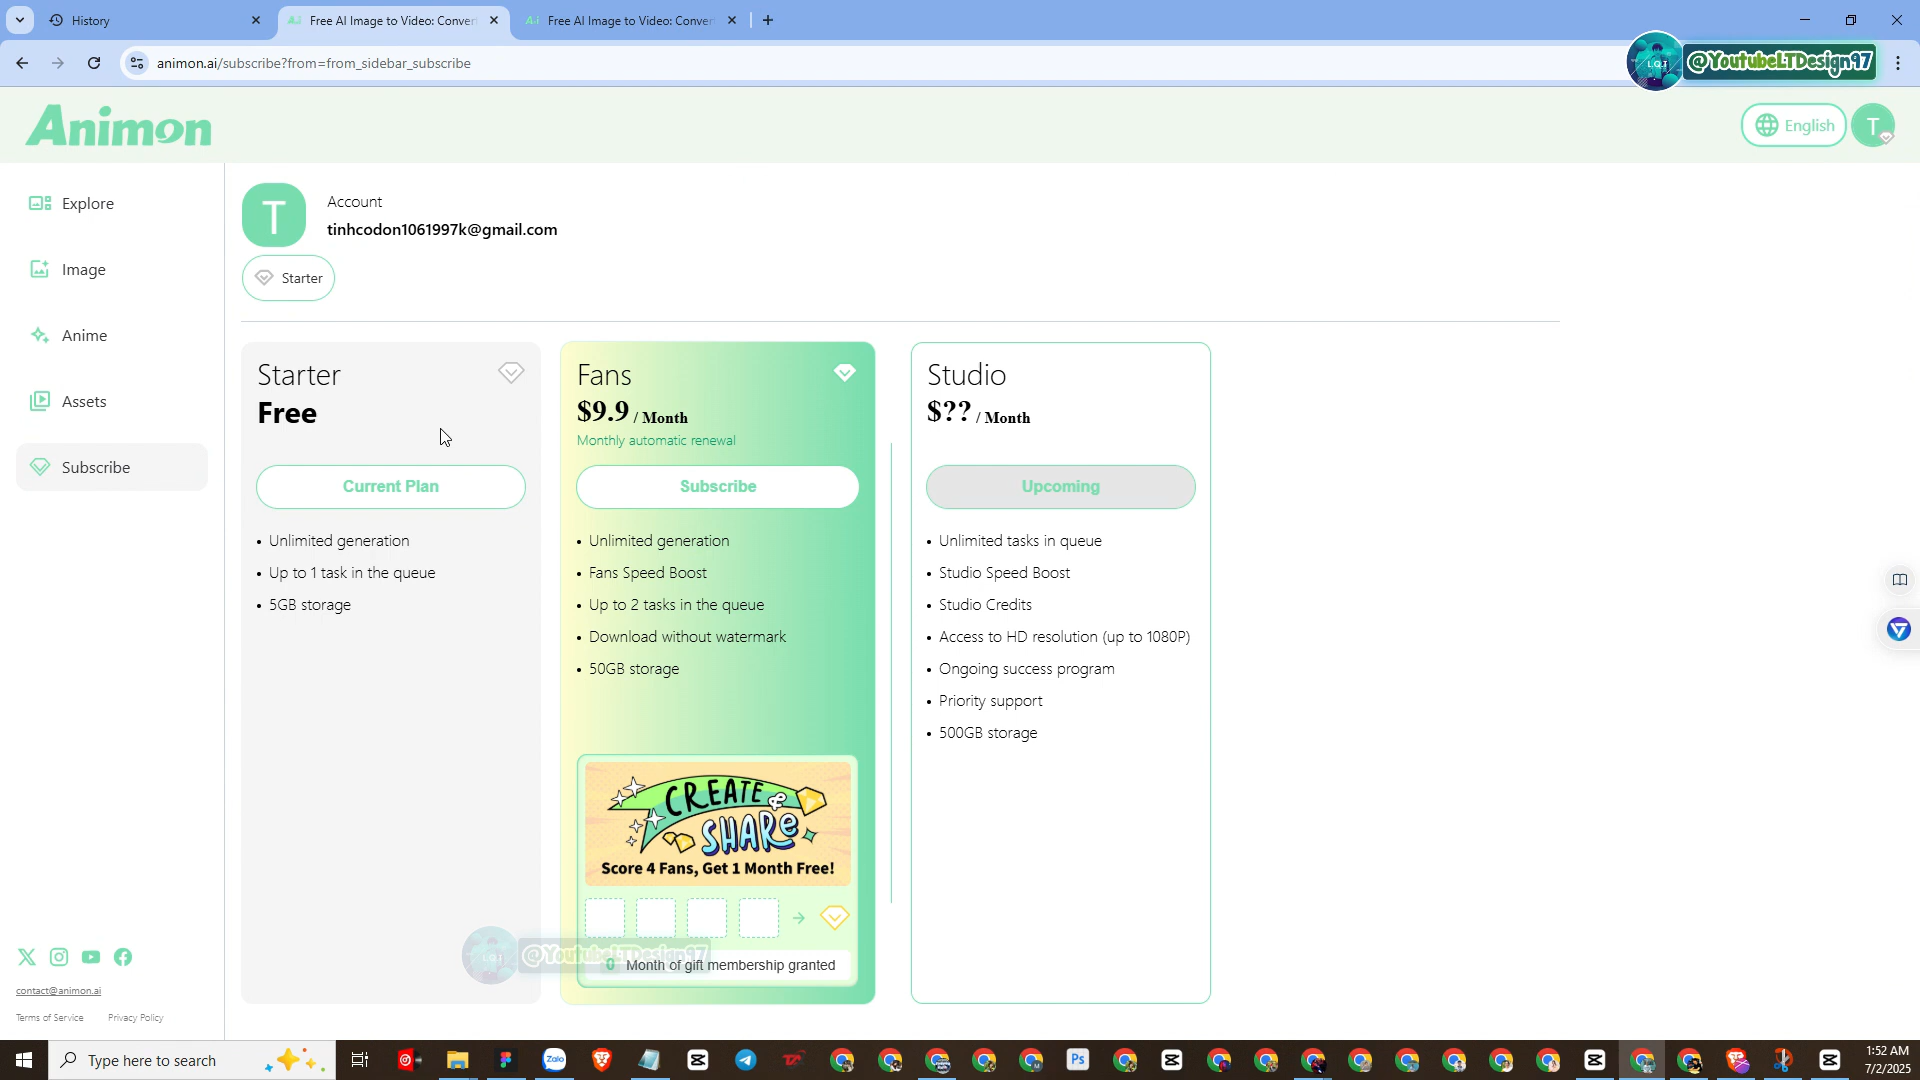 History
Free AI Image to Video: Conver
Free AI Image to Video: Conver
animon.ai/subscribe?from=from_sidebar_subscribe
L.Q.T
@YoutubeLTDesign97
Animon
English
T
Explore
Image
Anime
Assets
Subscribe
T
Account
tinhcodon1061997k@gmail.com
Starter
Starter
Free
Current Plan
• Unlimited generation
• Up to 1 task in the queue
• 5GB storage
Fans
$9.9 / Month
Monthly automatic renewal
Subscribe
• Unlimited generation
• Fans Speed Boost
• Up to 2 tasks in the queue
• Download without watermark
• 50GB storage
CREATE &
SHARE
Score 4 Fans, Get 1 Month Free!
@YoutubeLTDesign97
0 Month of gift membership granted
Studio
$?? / Month
Upcoming
• Unlimited tasks in queue
• Studio Speed Boost
• Studio Credits
• Access to HD resolution (up to 1080P)
• Ongoing success program
• Priority support
• 500GB storage
contact@animon.ai
Terms of Service
Privacy Policy
Type here to search
Zalo
Ps
1:52 AM
7/2/2025